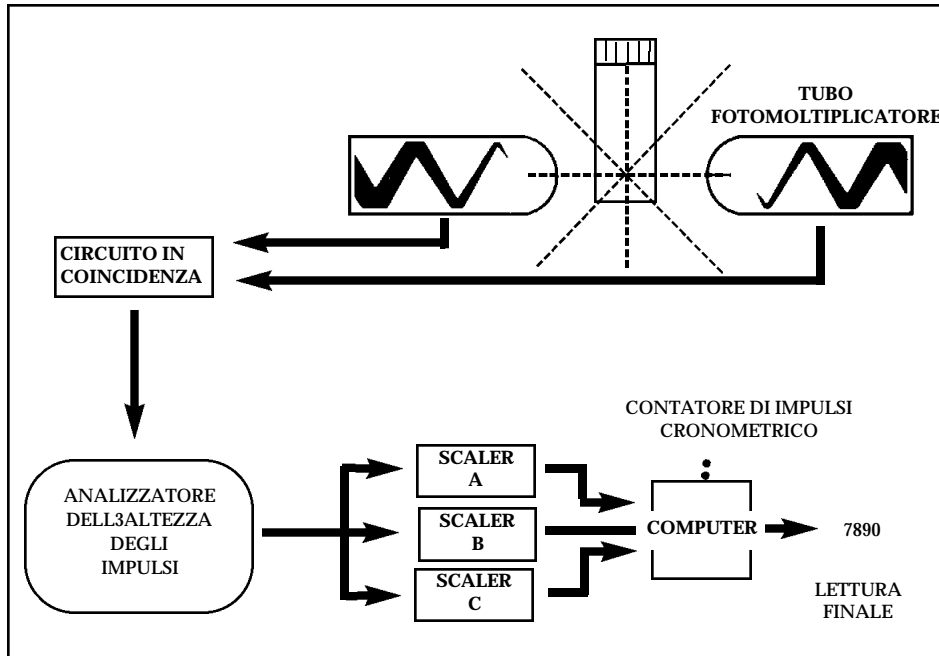 TUBO
FOTOMOLTIPLICATORE
CIRCUITO IN
COINCIDENZA
CONTATORE DI IMPULSI
CRONOMETRICO
ANALIZZATORE
DELL3ALTEZZA
DEGLI
IMPULSI
SCALER
A
SCALER
B
SCALER
C
COMPUTER
7890
LETTURA
FINALE